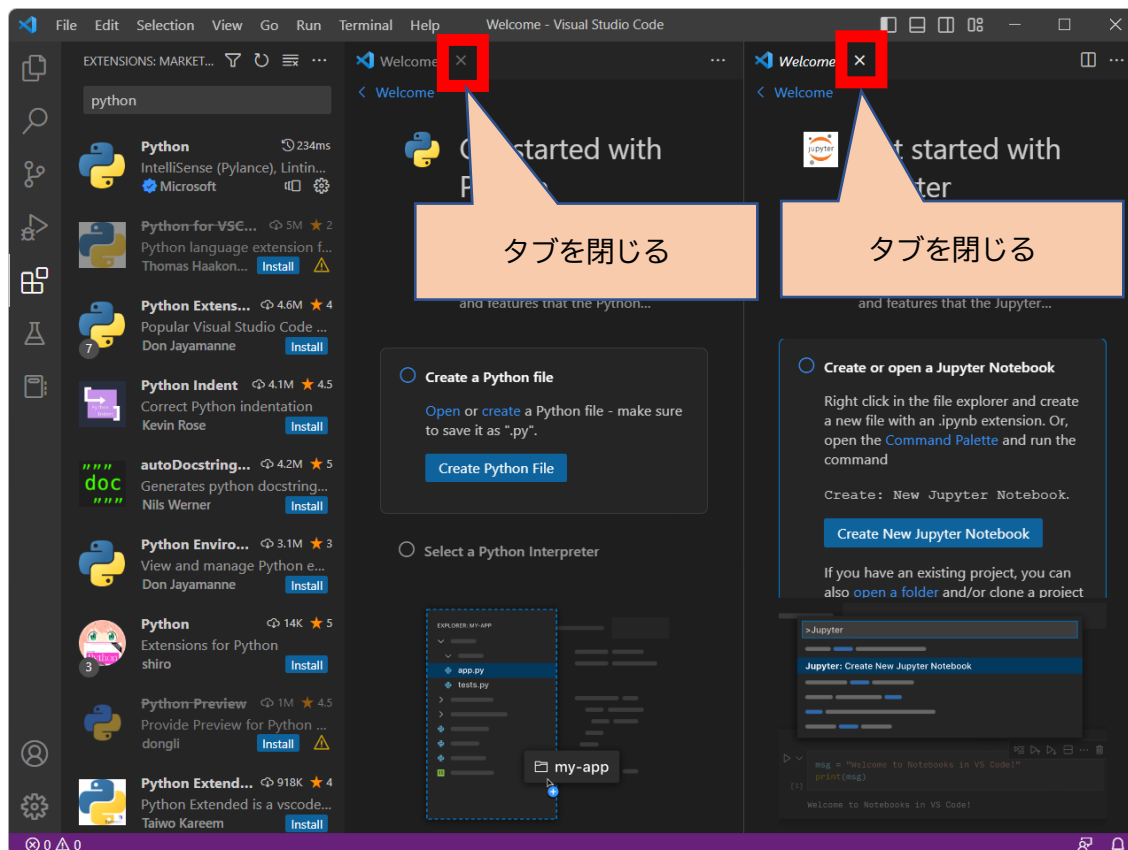 File Edit Selection View Go Run Terminal Help Welcome - Visual Studio Code
EXTENSIONS: MARKET...
python
Python 234ms
IntelliSense (Pylance), Lintin...
Microsoft
Python for VSC... 5M ★ 2
Python language extension f...
Thomas Haakon... Install
Python Extens... 4.6M ★ 4
Popular Visual Studio Code ...
7 Don Jayamanne Install
Python Indent 4.1M ★ 4.5
Correct Python indentation
Kevin Rose Install
""" doc """
autoDocstring... 4.2M ★ 5
Generates python docstring...
Nils Werner Install
Python Enviro... 3.1M ★ 3
View and manage Python e...
Don Jayamanne Install
Python 14K ★ 5
Extensions for Python
3 shiro Install
Python Preview 1M ★ 4.5
Provide Preview for Python ...
dongli Install
Python Extend... 918K ★ 4
Python Extended is a vscode...
Taiwo Kareem Install
Welcome
Welcome
started with
タブを閉じる
and features that the Python...
Create a Python file
Open or create a Python file - make sure
to save it as ".py".
Create Python File
Select a Python Interpreter
EXPLORER: MY-APP
app.py
tests.py
my-app
Welcome
Welcome
jupyter
started with
タブを閉じる
and features that the Jupyter...
Create or open a Jupyter Notebook
Right click in the file explorer and create
a new file with an .ipynb extension. Or,
open the Command Palette and run the
command
Create: New Jupyter Notebook.
Create New Jupyter Notebook
If you have an existing project, you can
also open a folder and/or clone a project
>Jupyter
Jupyter: Create New Jupyter Notebook
msg = "Welcome to Notebooks in VS Code!"
print(msg)
[1]
Welcome to Notebooks in VS Code!
0 0